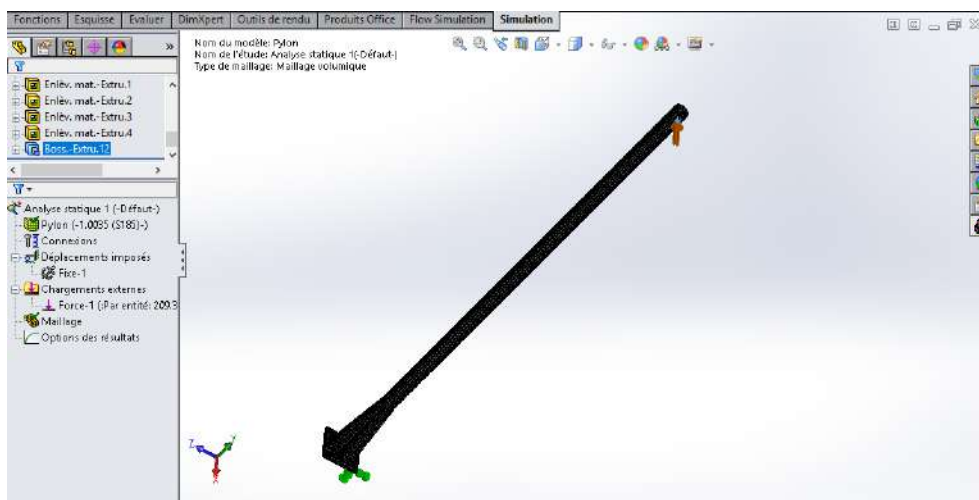 Fonctions Esquisse Evaluer DimXpert Outils de rendu Produits Office Flow Simulation Simulation
Nom du modèle: Pylon
Nom de l'étude: Analyse statique 1(-Défaut-)
Type de maillage: Maillage volumique
Enlèv. mat.-Extru.1
Enlèv. mat.-Extru.2
Enlèv. mat.-Extru.3
Enlèv. mat.-Extru.4
Boss.-Extru.12
Analyse statique 1 (-Défaut-)
Pylon (-1.0035 (S185)-)
Connexions
Déplacements imposés
Fixe-1
Chargements externes
Force-1 (:Par entité: 209.3
Maillage
Options des résultats
Z Y X